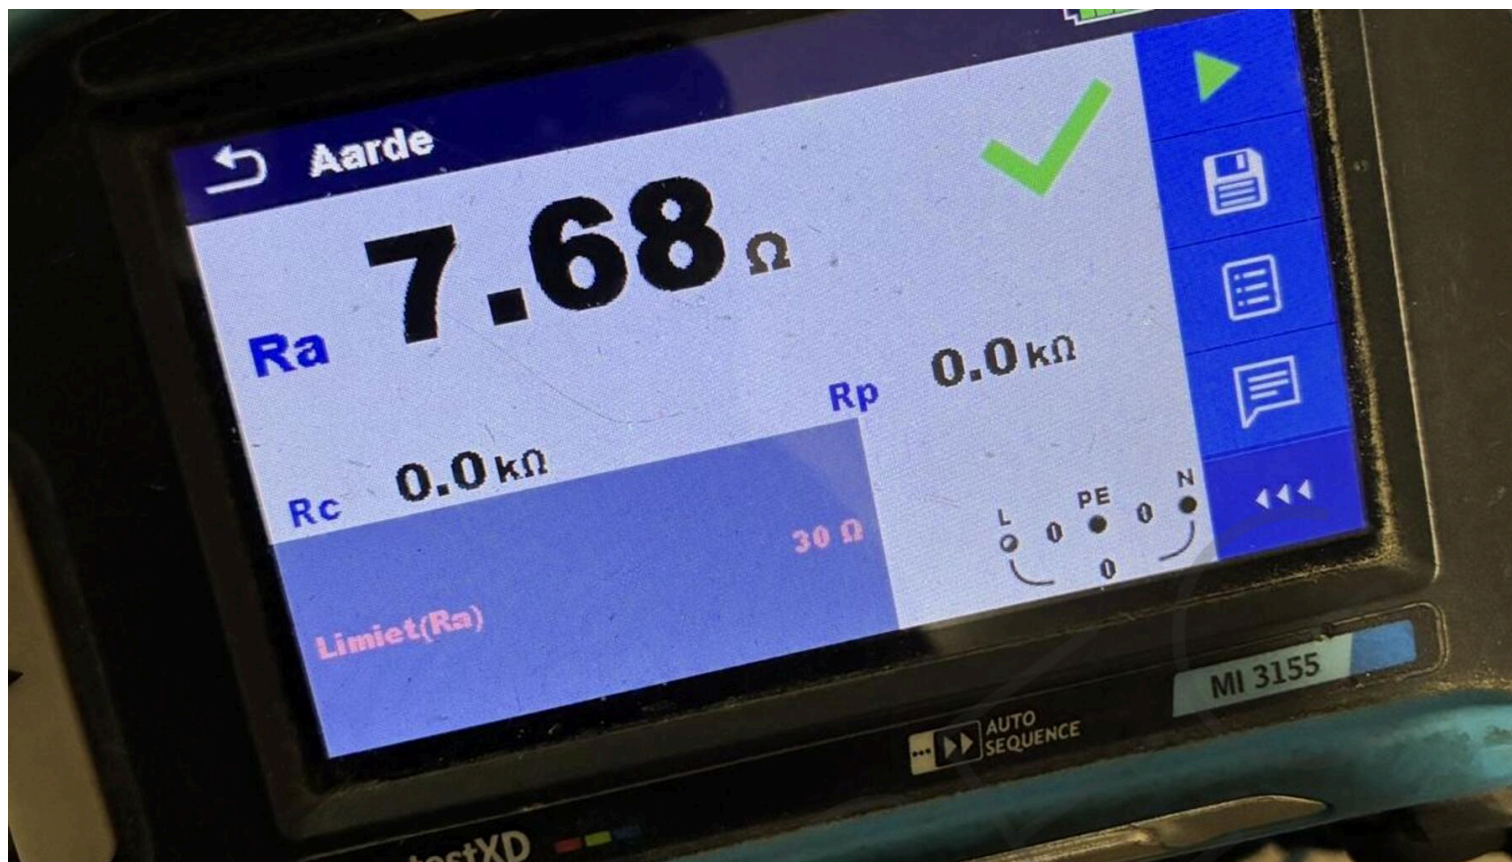 Aarde
Ra 7.68 Ω
Rp 0.0 kΩ
Rc 0.0 kΩ
30 Ω
Limiet(Ra)
L 0 PE 0 N
0
MI 3155
AUTO
SEQUENCE